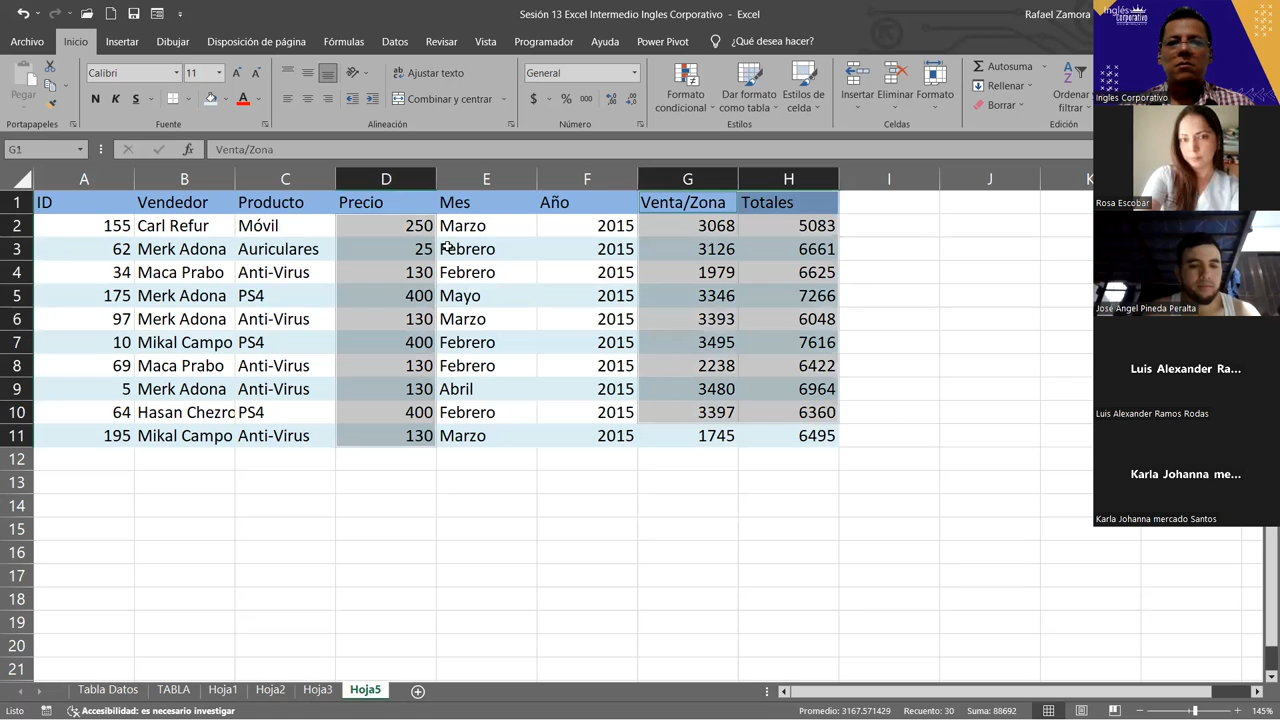 Sesión 13 Excel Intermedio Ingles Corporativo - Excel
Rafael Zamora
Archivo Inicio Insertar Dibujar Disposición de página Fórmulas Datos Revisar Vista Programador Ayuda Power Pivot ¿Qué desea hacer?
Pegar
Calibri 11
N K S
Ajustar texto
Combinar y centrar
General
$ % 000
Formato condicional
Dar formato como tabla
Estilos de celda
Insertar Eliminar Formato
Autosuma
Rellenar
Borrar
Ordenar
filtrar
Portapapeles Fuente Alineación Número Estilos Celdas Edición
G1 fx Venta/Zona
A B C D E F G H I J K
1 ID Vendedor Producto Precio Mes Año Venta/Zona Totales
2 155 Carl Refur Móvil 250 Marzo 2015 3068 5083
3 62 Merk Adona Auriculares 25 Febrero 2015 3126 6661
4 34 Maca Prabo Anti-Virus 130 Febrero 2015 1979 6625
5 175 Merk Adona PS4 400 Mayo 2015 3346 7266
6 97 Merk Adona Anti-Virus 130 Marzo 2015 3393 6048
7 10 Mikal Campo PS4 400 Febrero 2015 3495 7616
8 69 Maca Prabo Anti-Virus 130 Febrero 2015 2238 6422
9 5 Merk Adona Anti-Virus 130 Abril 2015 3480 6964
10 64 Hasan Chezro PS4 400 Febrero 2015 3397 6360
11 195 Mikal Campo Anti-Virus 130 Marzo 2015 1745 6495
12
13
14
15
16
17
18
19
20
21
Tabla Datos TABLA Hoja1 Hoja2 Hoja3 Hoja5
Listo Accesibilidad: es necesario investigar Promedio: 3167.571429 Recuento: 30 Suma: 88692 145%
Inglés
Corporativo
Ingles Corporativo
Rosa Escobar
José Angel Pineda Peralta
Luis Alexander Ra...
Luis Alexander Ramos Rodas
Karla Johanna me...
Karla Johanna mercado Santos